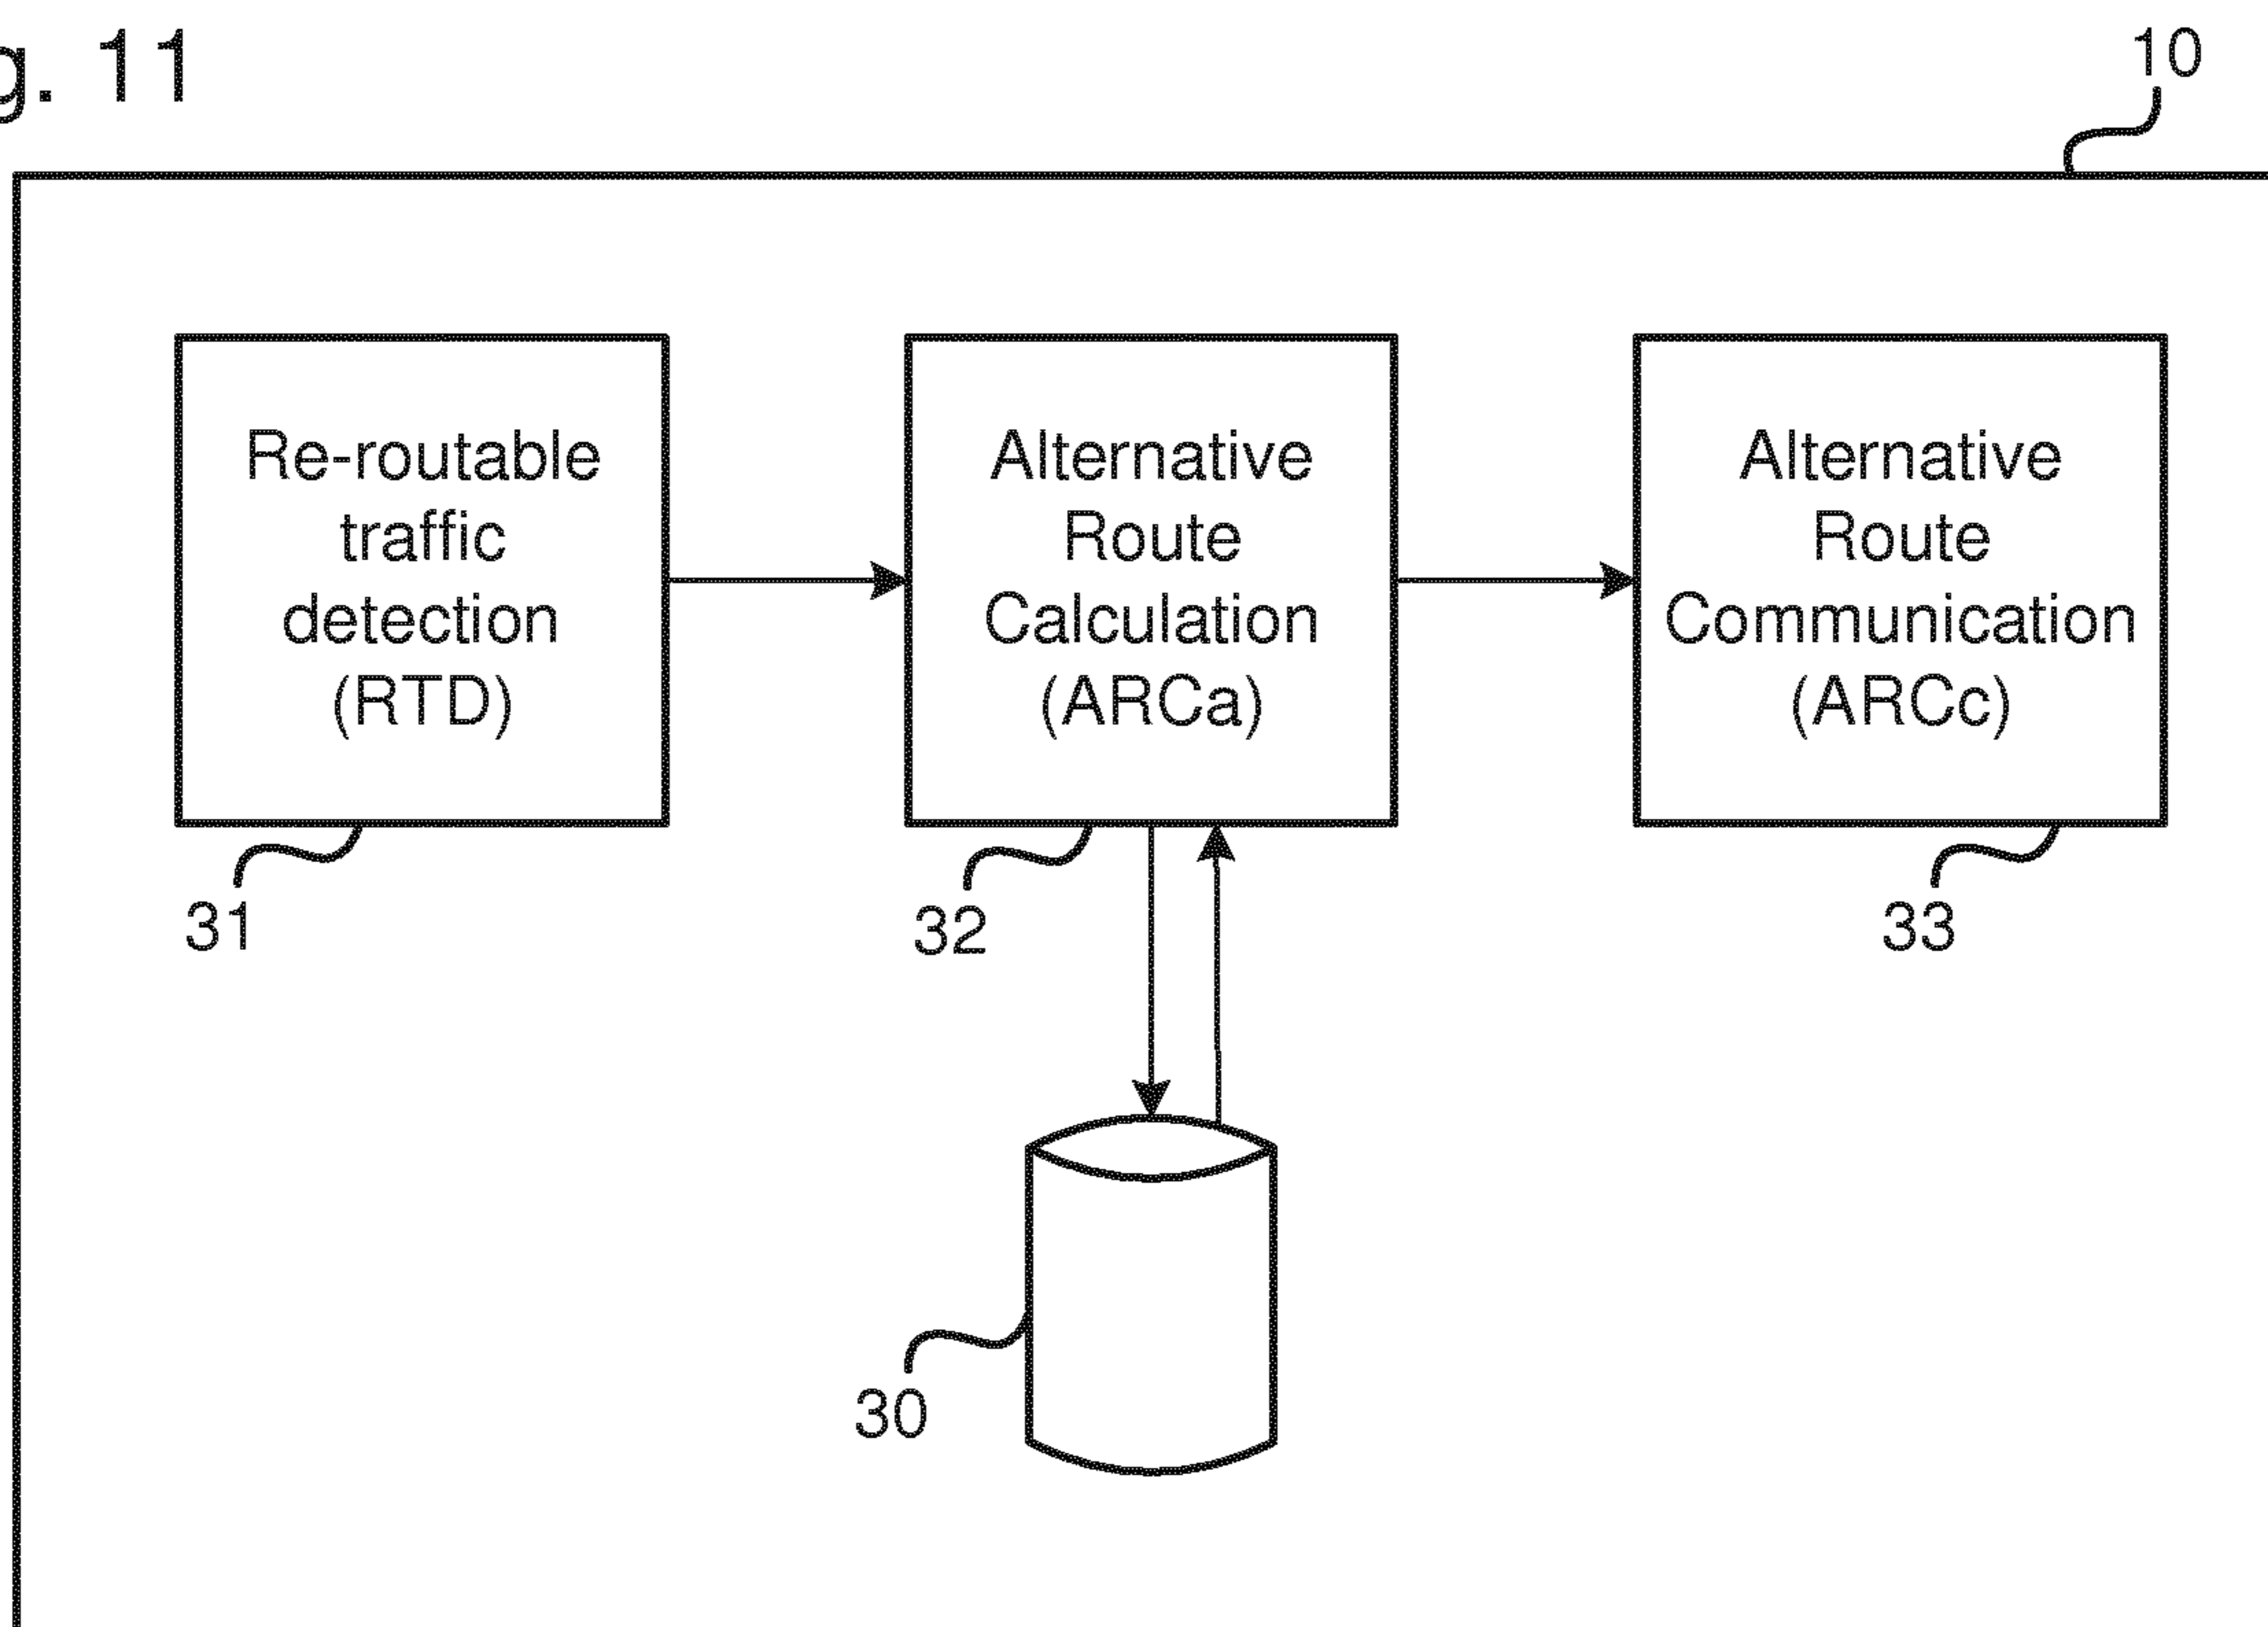 g. 11
10
Re-routable
traffic
detection
(RTD)
Alternative
Route
Calculation
(ARCa)
Alternative
Route
Communication
(ARCc)
31
32
33
30